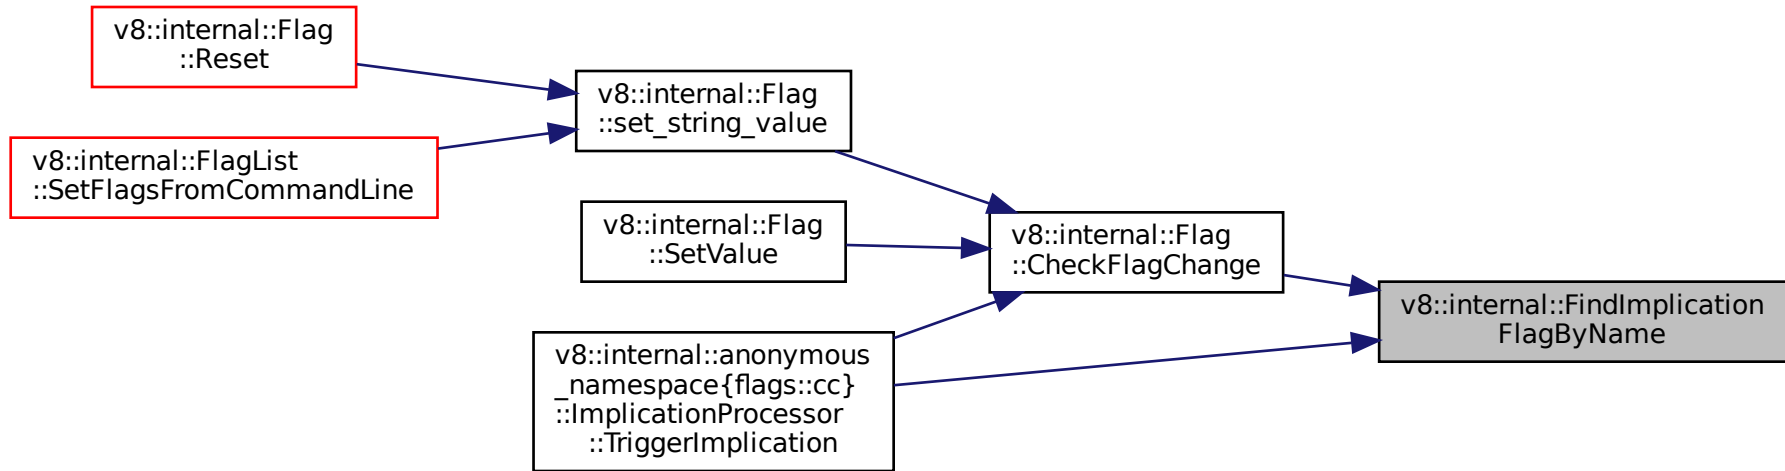 v8::internal::Flag
::Reset
v8::internal::FlagList
::SetFlagsFromCommandLine
v8::internal::Flag
::set_string_value
v8::internal::Flag
::SetValue
v8::internal::anonymous
_namespace{flags::cc}
::ImplicationProcessor
::TriggerImplication
v8::internal::Flag
::CheckFlagChange
v8::internal::FindImplication
FlagByName